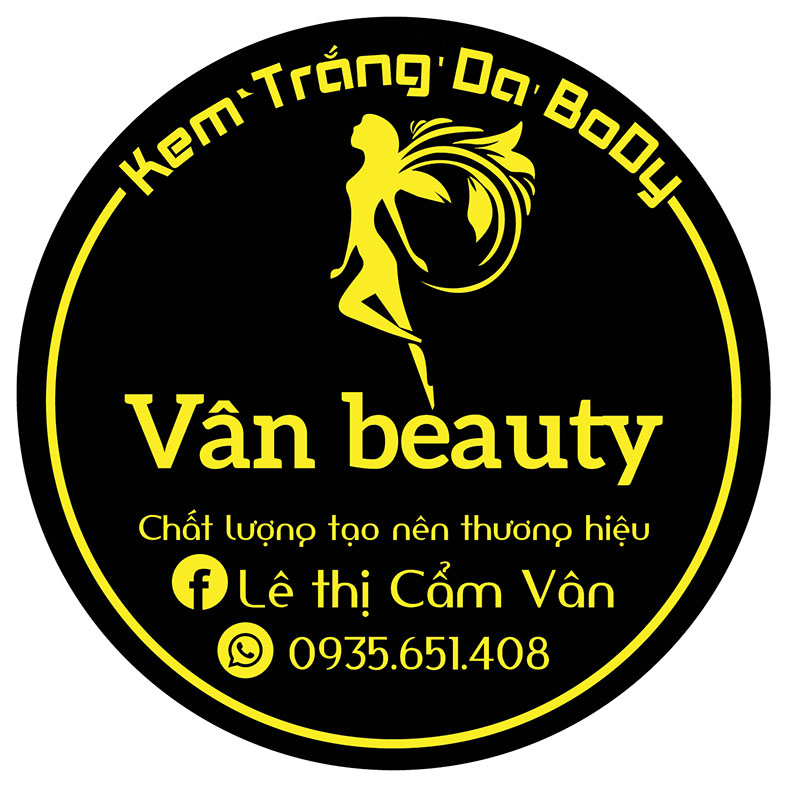 Kem Trắng Da BoDy
Vân beauty
Chất lượng tạo nên thương hiệu
Lê thị Cẩm Vân
0935.651.408